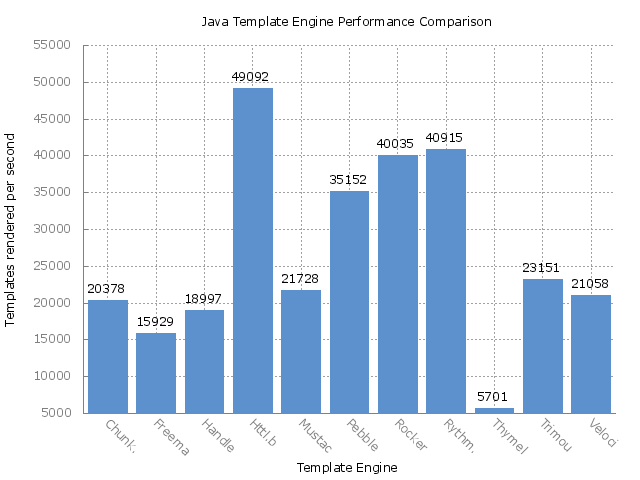 Java Template Engine Performance Comparison
Templates rendered per second
55000
50000
45000
40000
35000
30000
25000
20000
15000
10000
5000
20378
15929
18997
49092
21728
35152
40035
40915
5701
23151
21058
Chunk.
Freema
Handle
Httl.b
Mustac
Pebble
Rocker
Rythm.
Thymel
Trimou
Veloci
Template Engine